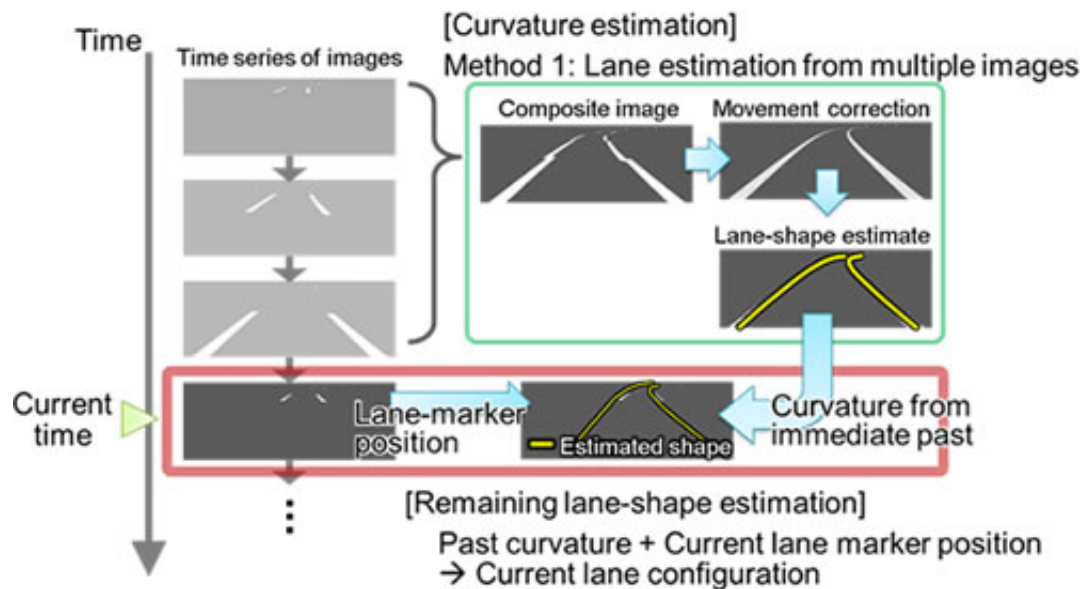 Time
[Curvature estimation]
Time series of images
Method 1: Lane estimation from multiple images
Composite image
Movement correction
Lane-shape estimate
Current
time
Lane-marker
position
Estimated shape
Curvature from
immediate past
[Remaining lane-shape estimation]
Past curvature + Current lane marker position
→ Current lane configuration